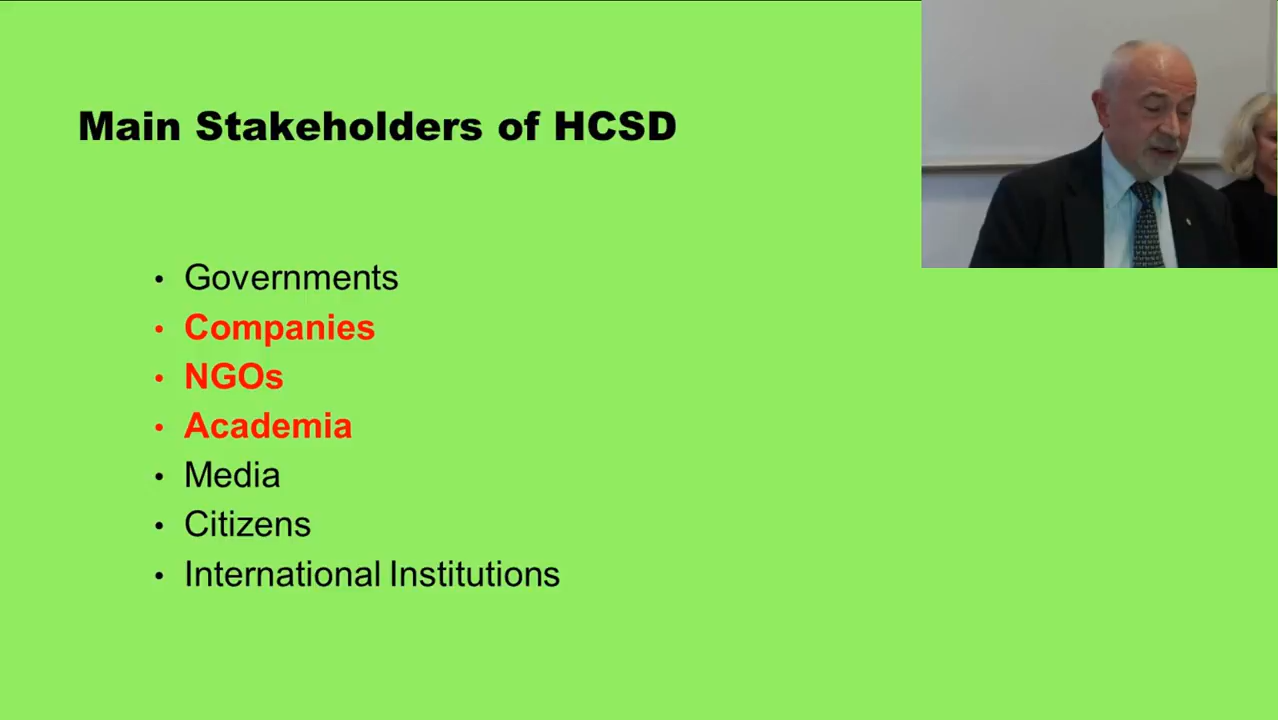 Main Stakeholders of HCSD
• Governments
• Companies
• NGOs
• Academia
• Media
• Citizens
• International Institutions